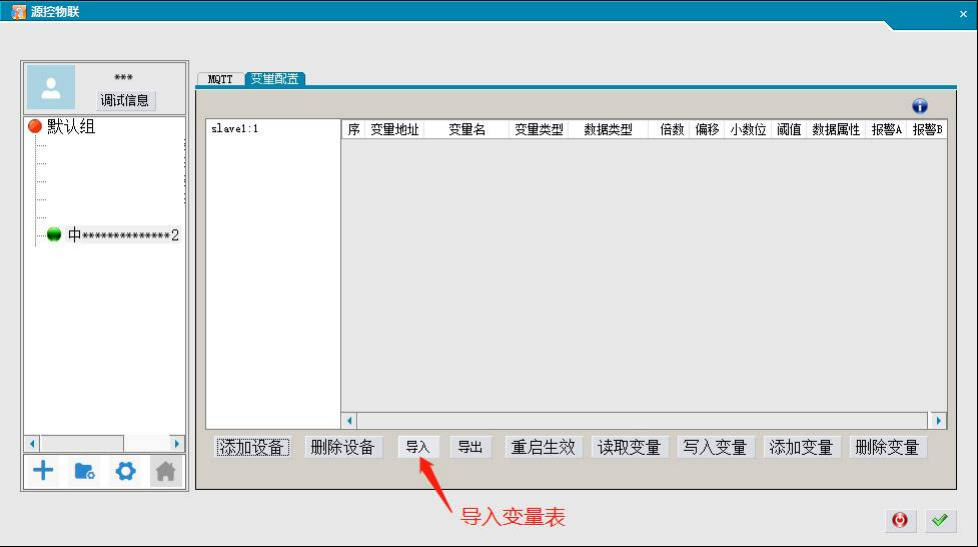 源控物联
***
调试信息
MQTT 变量配置
默认组
slave1:1
序 变量地址 变量名 变量类型 数据类型 倍数 偏移 小数位 阈值 数据属性 报警A 报警B
中**************2
添加设备 删除设备 导入 导出 重启生效 读取变量 写入变量 添加变量 删除变量
导入变量表